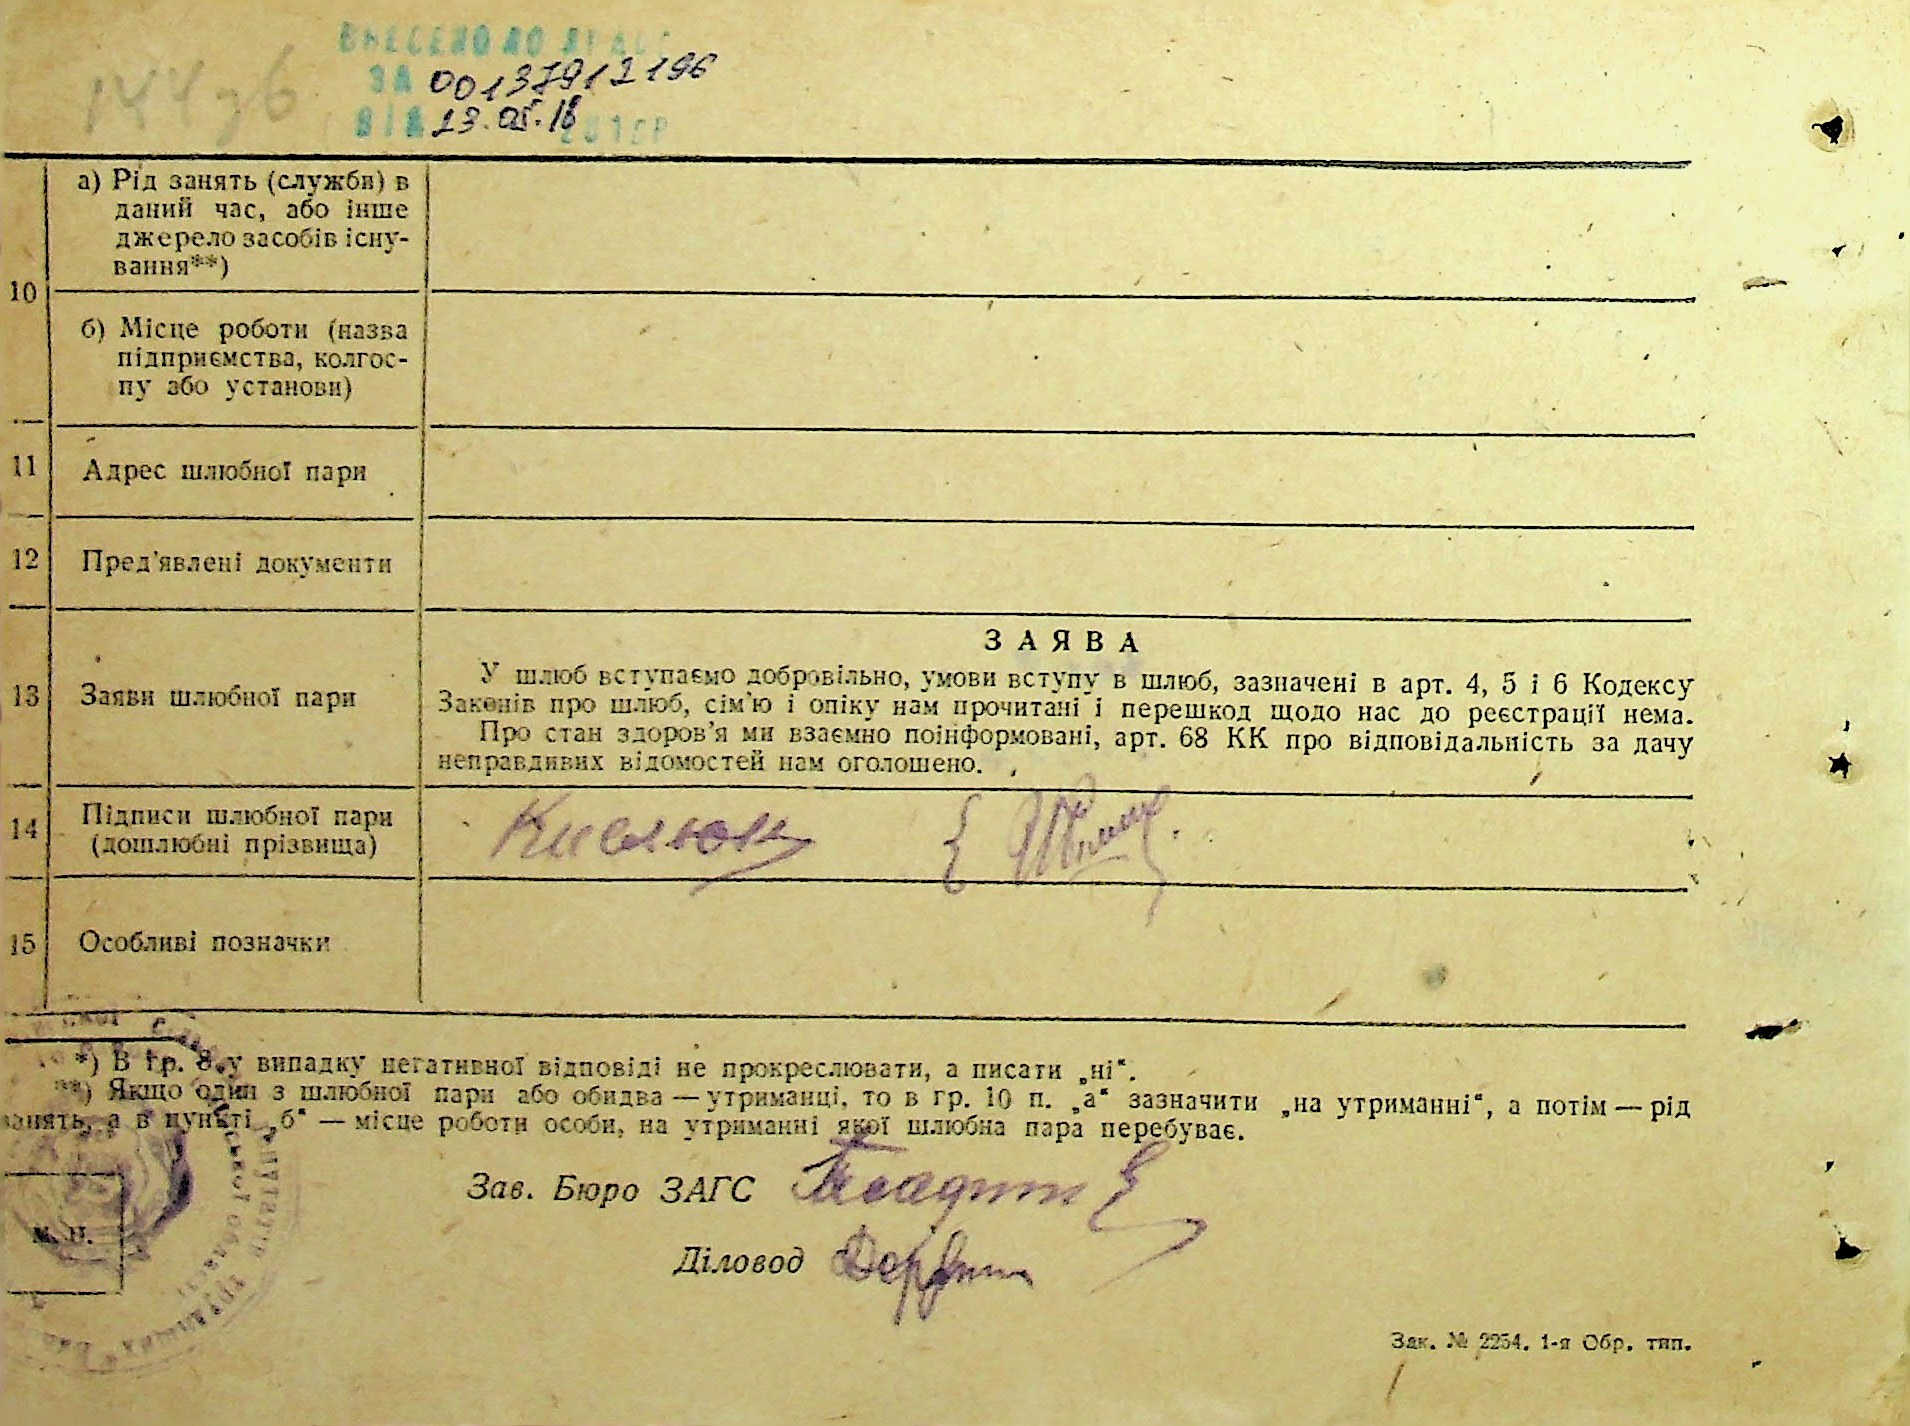 ВНЕСЕНО ДО ДРАЦС
ЗА 00137912196
ВІД 23.
а) Рід занять (служби) в
даний час, або інше
джерело засобів існу-
вання**)
10
б) Місце роботи (назва
підприємства, колгос-
пу або установи)
11 Адрес шлюбної пари
12 Пред'явлені документи
ЗАЯВА
У шлюб вступаємо добровільно, умови вступу в шлюб, зазначені в арт. 4, 5 і 6 Кодексу
13 Заяви шлюбної пари Законів про шлюб, сім'ю і опіку нам прочитані і перешкод щодо нас до реєстрації нема.
Про стан здоров'я ми взаємно поінформовані, арт. 68 КК про відповідальність за дачу
неправдивих відомостей нам оголошено.
14 Підписи шлюбної пари
(дошлюбні прізвища)
15 Особливі позначки
*) В гр. 8 у випадку негативної відповіді не прокреслювати, а писати „ні“.
**) Якщо один з шлюбної пари або обидва — утриманці, то в гр. 10 п. „а“ зазначити „на утриманні“, а потім — рід
занять, а в пункті „б“ — місце роботи особи, на утриманні якої шлюбна пара перебуває.
Зав. Бюро ЗАГС
М. П.
Діловод
Зак. № 2254. 1-я Обр. тип.